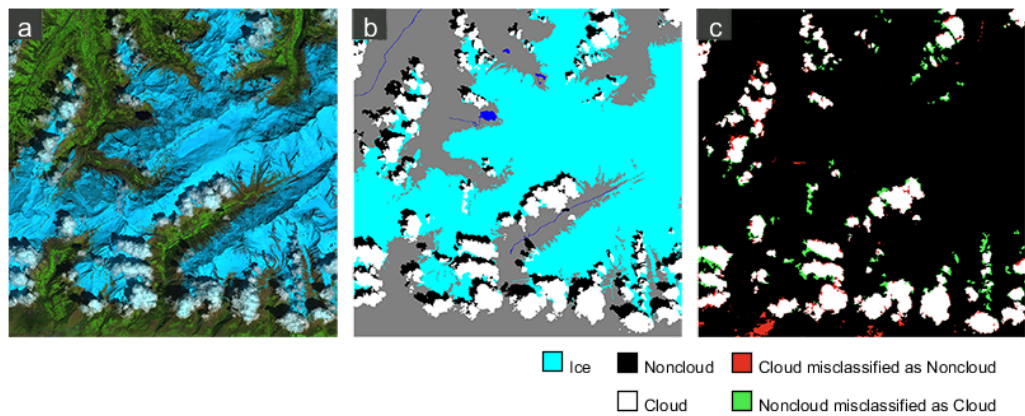 a b c
Ice Noncloud Cloud misclassified as Noncloud
Cloud Noncloud misclassified as Cloud